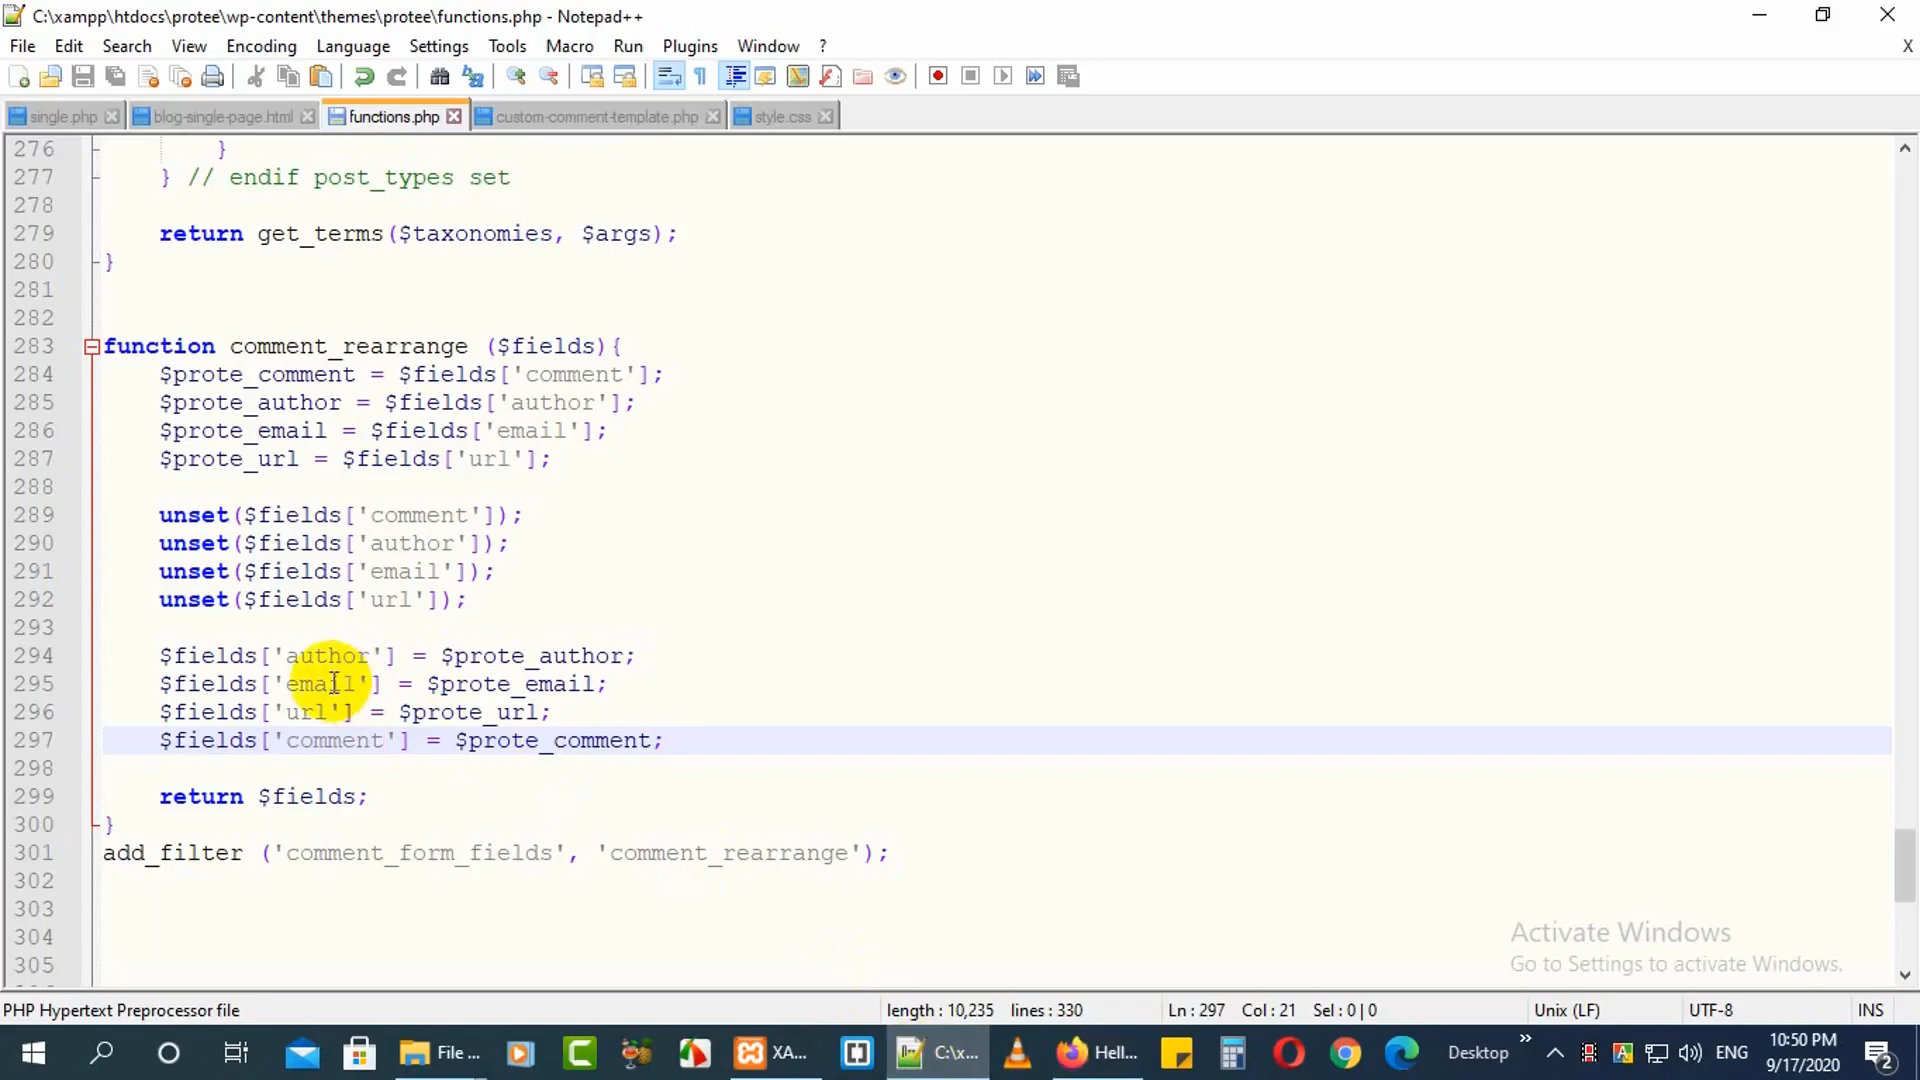 C:\xampp\htdocs\protee\wp-content\themes\protee\functions.php - Notepad++
File Edit Search View Encoding Language Settings Tools Macro Run Plugins Window ? X
single.php blog-single-page.html functions.php custom-comment-template.php style.css
276 }
277 } // endif post_types set
278
279 return get_terms($taxonomies, $args);
280 }
281
282
283 function comment_rearrange ($fields){
284 $prote_comment = $fields['comment'];
285 $prote_author = $fields['author'];
286 $prote_email = $fields['email'];
287 $prote_url = $fields['url'];
288
289 unset($fields['comment']);
290 unset($fields['author']);
291 unset($fields['email']);
292 unset($fields['url']);
293
294 $fields['author'] = $prote_author;
295 $fields['email'] = $prote_email;
296 $fields['url'] = $prote_url;
297 $fields['comment'] = $prote_comment;
298
299 return $fields;
300 }
301 add_filter ('comment_form_fields', 'comment_rearrange');
302
303
304
305
Activate Windows
Go to Settings to activate Windows.
PHP Hypertext Preprocessor file length : 10,235 lines : 330 Ln : 297 Col : 21 Sel : 0 | 0 Unix (LF) UTF-8 INS
File ... XA... C:\x... Hell... Desktop ENG 10:50 PM
9/17/2020 2